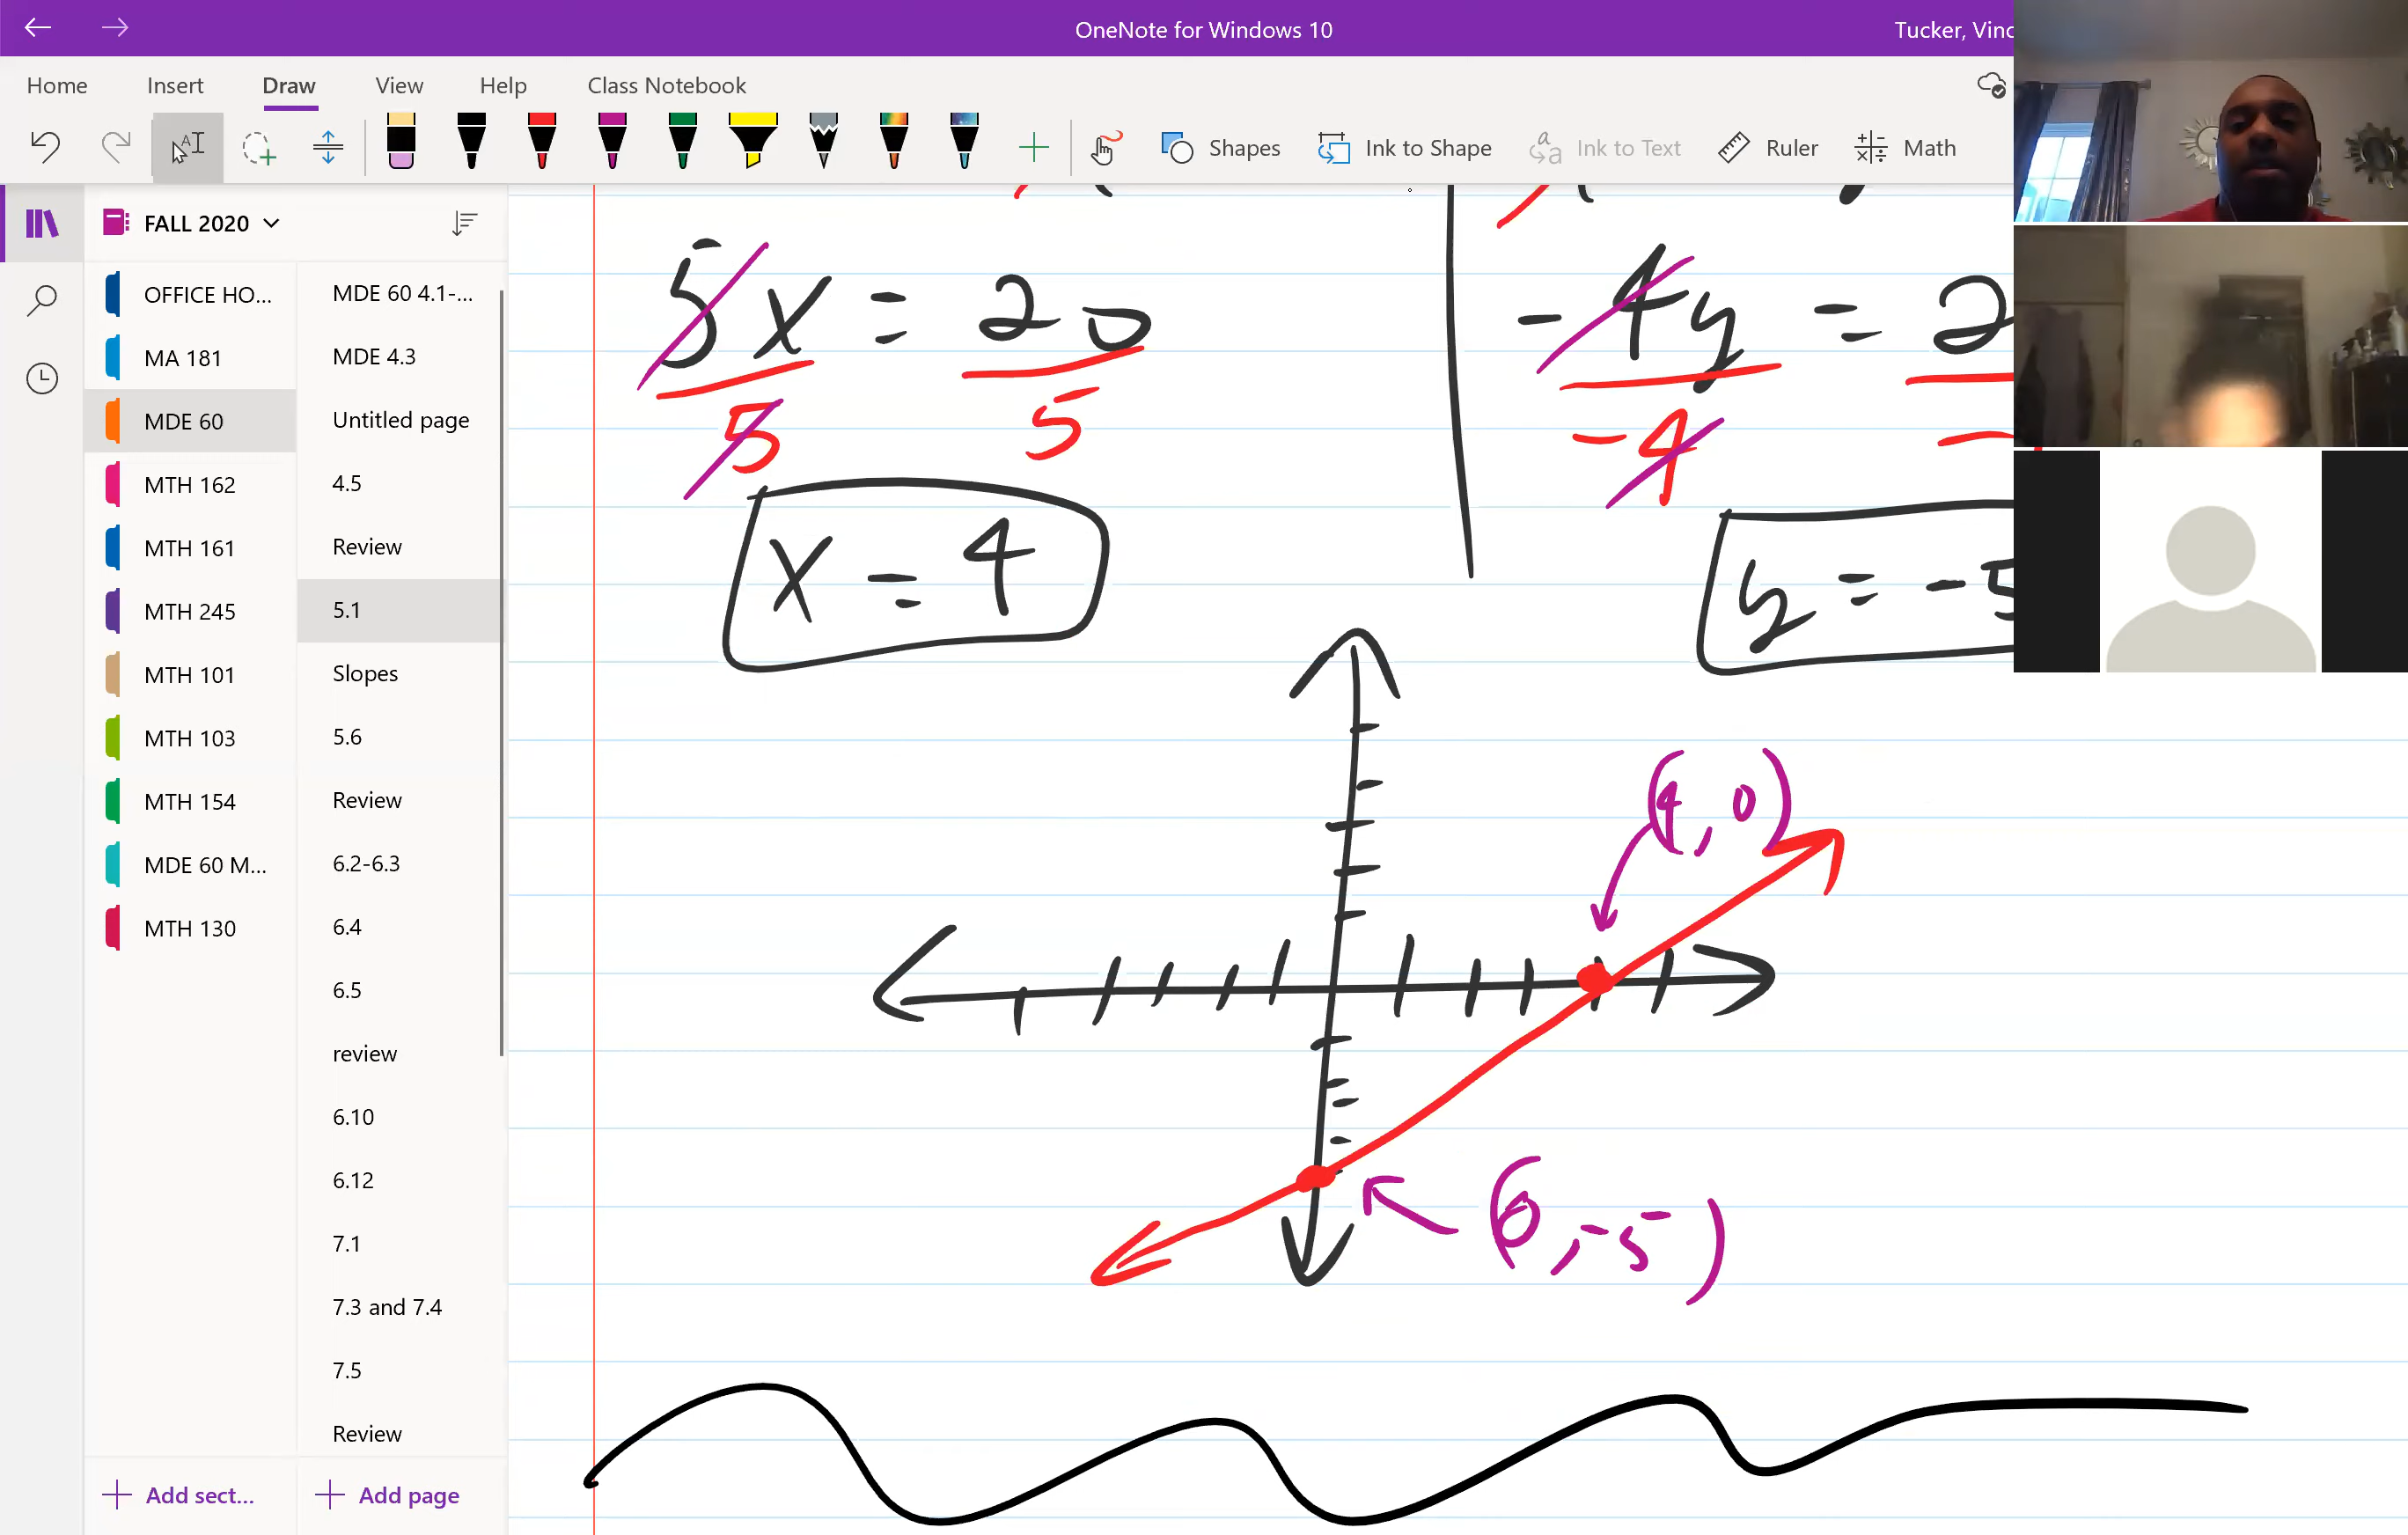 OneNote for Windows 10
Tucker, Vinc
Home Insert Draw View Help Class Notebook
Shapes Ink to Shape Ink to Text Ruler Math
FALL 2020
OFFICE HO...
MA 181
MDE 60
MTH 162
MTH 161
MTH 245
MTH 101
MTH 103
MTH 154
MDE 60 M...
MTH 130
Add sect...
MDE 60 4.1-...
MDE 4.3
Untitled page
4.5
Review
5.1
Slopes
5.6
Review
6.2-6.3
6.4
6.5
review
6.10
6.12
7.1
7.3 and 7.4
7.5
Review
Add page
5x = 20
5 5
x = 4
-4y = 2
-4 -
y = -5
(4, 0)
(0, -5)